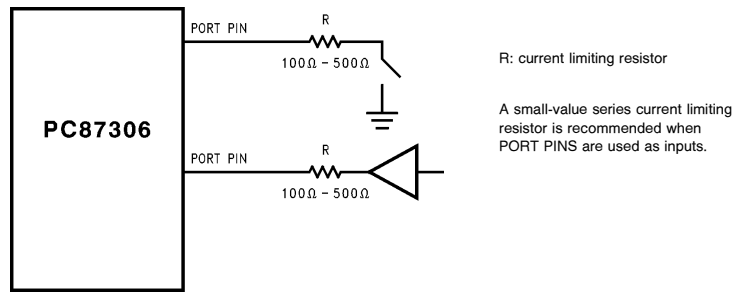 PORT PIN
R
100Ω – 500Ω
R: current limiting resistor
A small-value series current limiting
resistor is recommended when
PORT PINS are used as inputs.
PC87306
PORT PIN
R
100Ω – 500Ω